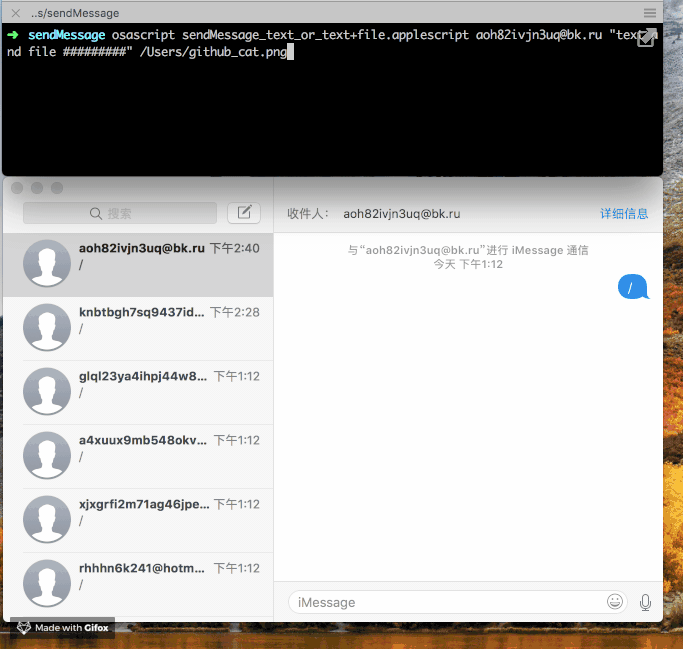 ..s/sendMessage
➜ sendMessage osascript sendMessage_text_or_text+file.applescript aoh82ivjn3uq@bk.ru "text a
nd file #########" /Users/github_cat.png
搜索
收件人： aoh82ivjn3uq@bk.ru 详细信息
aoh82ivjn3uq@bk.ru 下午2:40
/
knbtbgh7sq9437id... 下午2:28
/
glql23ya4ihpj44w8... 下午1:12
/
a4xuux9mb548okv... 下午1:12
/
xjxgrfi2m71ag46jpe... 下午1:12
/
rhhhn6k241@hotm... 下午1:12
/
与“aoh82ivjn3uq@bk.ru”进行 iMessage 通信
今天 下午1:12
/
iMessage
Made with Gifox